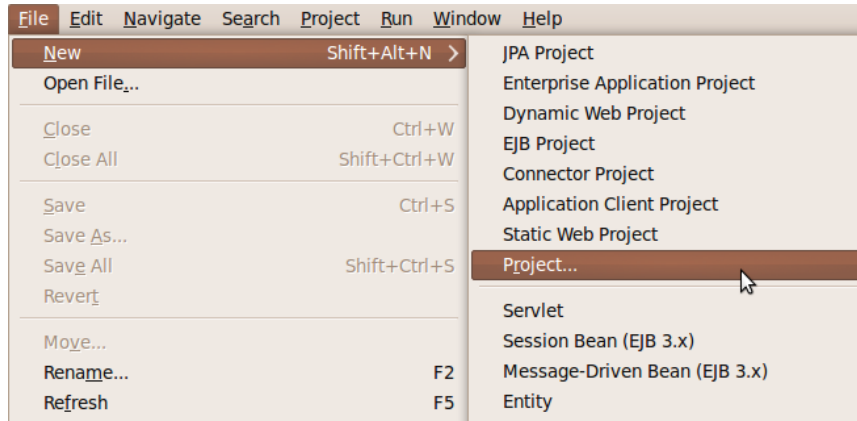 File Edit Navigate Search Project Run Window Help
New Shift+Alt+N
Open File...
Close Ctrl+W
Close All Shift+Ctrl+W
Save Ctrl+S
Save As...
Save All Shift+Ctrl+S
Revert
Move...
Rename... F2
Refresh F5
JPA Project
Enterprise Application Project
Dynamic Web Project
EJB Project
Connector Project
Application Client Project
Static Web Project
Project...
Servlet
Session Bean (EJB 3.x)
Message-Driven Bean (EJB 3.x)
Entity